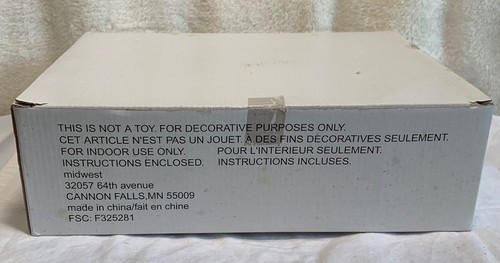 THIS IS NOT A TOY. FOR DECORATIVE PURPOSES ONLY.
CET ARTICLE N'EST PAS UN JOUET. A DES FINS DÉCORATIVES SEULEMENT.
FOR INDOOR USE ONLY. POUR L'INTERIEUR SEULEMENT.
INSTRUCTIONS ENCLOSED. INSTRUCTIONS INCLUSES.
midwest
32057 64th avenue
CANNON FALLS,MN 55009
made in china/fait en chine
FSC: F325281